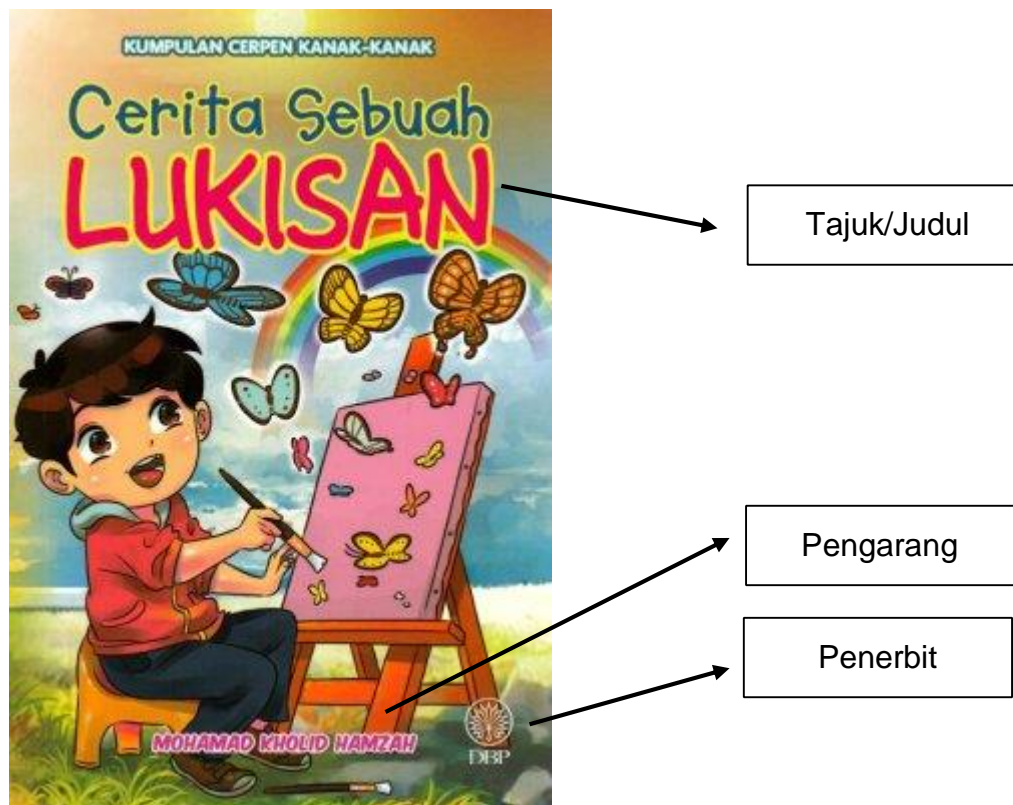 KUMPULAN CERPEN KANAK-KANAK
Cerita Sebuah
LUKISAN
Tajuk/Judul
Pengarang
Penerbit
MOHAMAD KHOLID HAMZAH
DBP